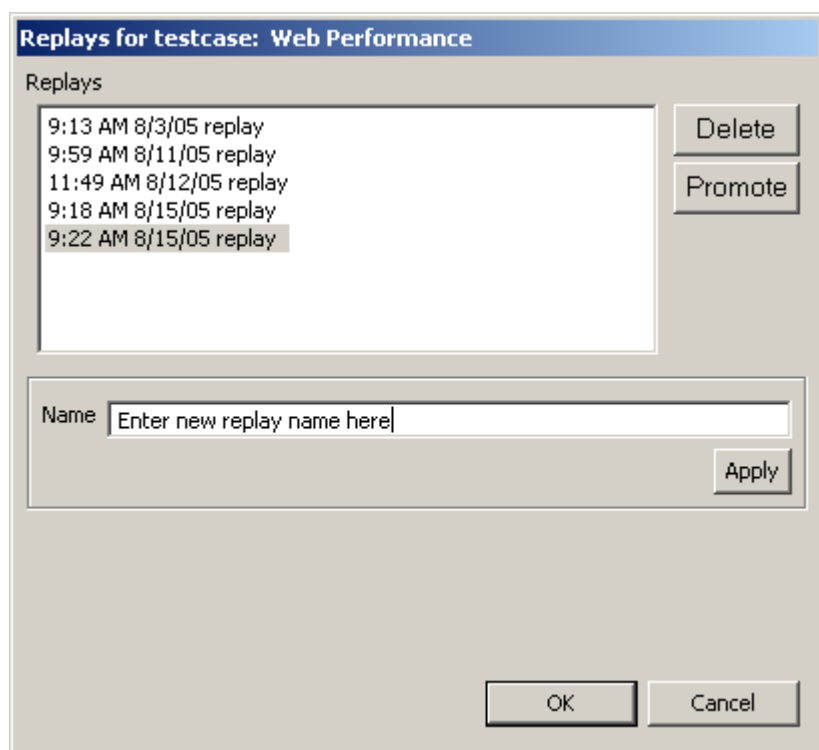 Replays for testcase: Web Performance
Replays
9:13 AM 8/3/05 replay
9:59 AM 8/11/05 replay
11:49 AM 8/12/05 replay
9:18 AM 8/15/05 replay
9:22 AM 8/15/05 replay
Delete
Promote
Name Enter new replay name here
Apply
OK Cancel